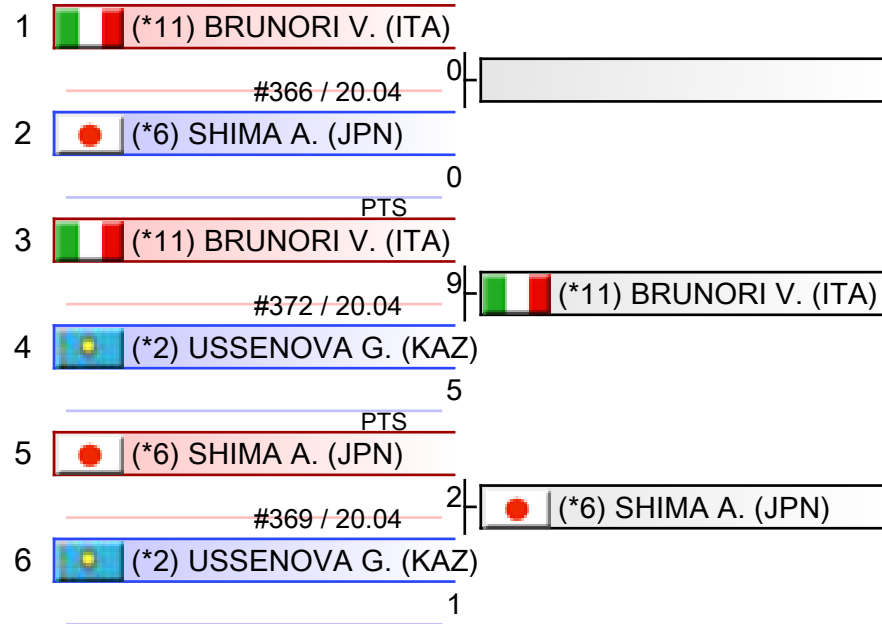 1 (*11) BRUNORI V. (ITA)
0
#366 / 20.04
2 (*6) SHIMA A. (JPN)
0
PTS
3 (*11) BRUNORI V. (ITA)
9 (*11) BRUNORI V. (ITA)
#372 / 20.04
4 (*2) USSENOVA G. (KAZ)
5
PTS
5 (*6) SHIMA A. (JPN)
2 (*6) SHIMA A. (JPN)
#369 / 20.04
6 (*2) USSENOVA G. (KAZ)
1